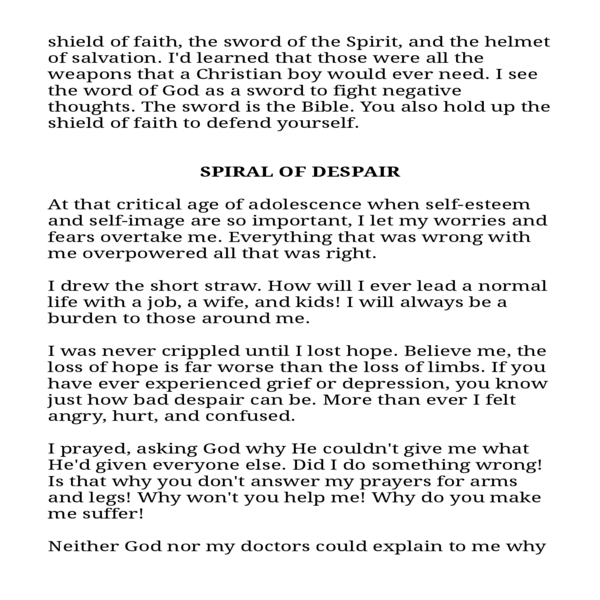 shield of faith, the sword of the Spirit, and the helmet
of salvation. I'd learned that those were all the
weapons that a Christian boy would ever need. I see
the word of God as a sword to fight negative
thoughts. The sword is the Bible. You also hold up the
shield of faith to defend yourself.
SPIRAL OF DESPAIR
At that critical age of adolescence when self-esteem
and self-image are so important, I let my worries and
fears overtake me. Everything that was wrong with
me overpowered all that was right.
I drew the short straw. How will I ever lead a normal
life with a job, a wife, and kids! I will always be a
burden to those around me.
I was never crippled until I lost hope. Believe me, the
loss of hope is far worse than the loss of limbs. If you
have ever experienced grief or depression, you know
just how bad despair can be. More than ever I felt
angry, hurt, and confused.
I prayed, asking God why He couldn't give me what
He'd given everyone else. Did I do something wrong!
Is that why you don't answer my prayers for arms
and legs! Why won't you help me! Why do you make
me suffer!
Neither God nor my doctors could explain to me why